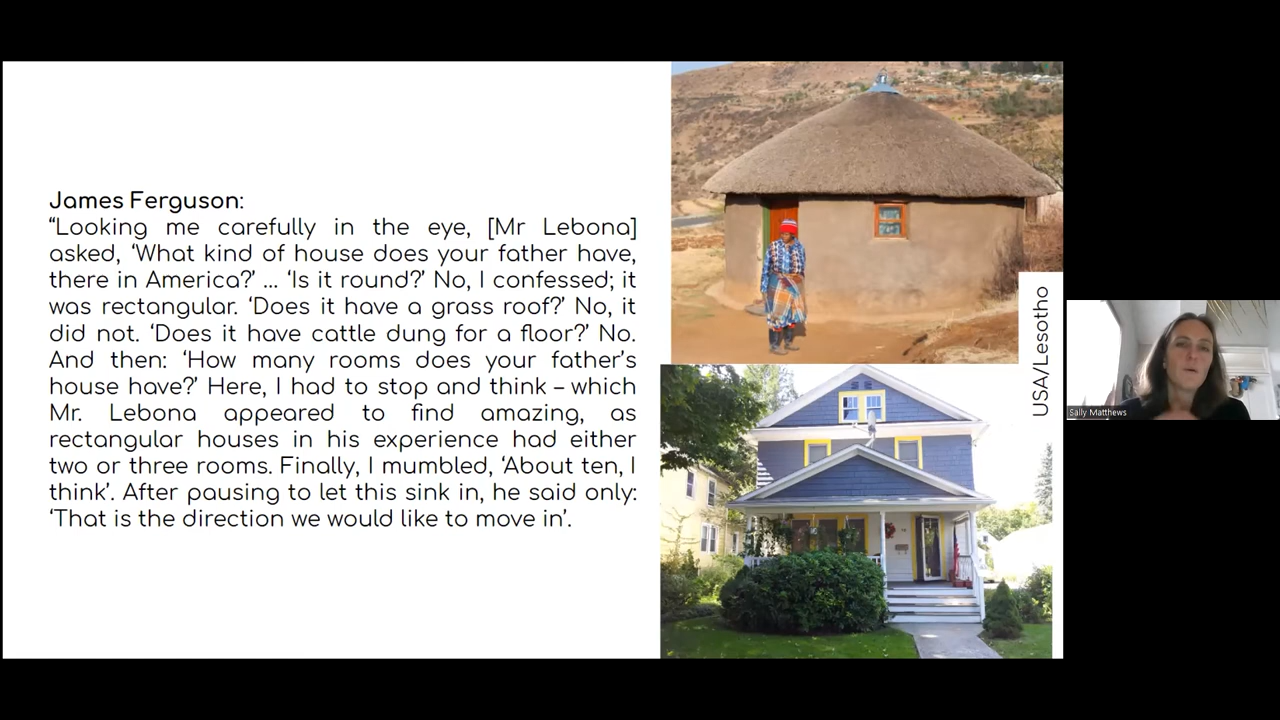 James Ferguson:
“Looking me carefully in the eye, [Mr Lebona]
asked, ‘What kind of house does your father have,
there in America?’ ... ‘Is it round?’ No, I confessed; it
was rectangular. ‘Does it have a grass roof?’ No, it
did not. ‘Does it have cattle dung for a floor?’ No.
And then: ‘How many rooms does your father’s
house have?’ Here, I had to stop and think – which
Mr. Lebona appeared to find amazing, as
rectangular houses in his experience had either
two or three rooms. Finally, I mumbled, ‘About ten, I
think’. After pausing to let this sink in, he said only:
‘That is the direction we would like to move in’.
USA/Lesotho
Sally Matthews